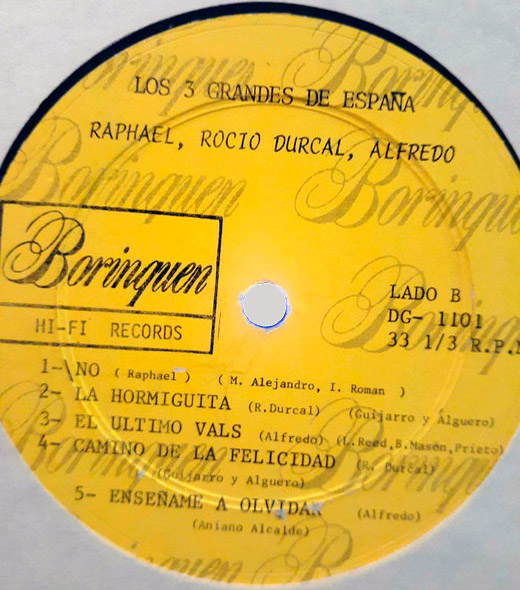 LOS 3 GRANDES DE ESPAÑA
RAPHAEL, ROCIO DURCAL, ALFREDO
Borinquen
HI-FI RECORDS
LADO B
DG- 1101
33 1/3 R.P.M
1-\NO ( Raphael ) ( M. Alejandro, I. Roman )
2- LA HORMIGUITA (R.Durcal) (Guijarro y Alguero)
3- EL ULTIMO VALS (Alfredo) (L.Reed,B.Mason,Prieto)
4- CAMINO DE LA FELICIDAD (R. Durcal)
(Guijarro y Alguero)
5- ENSEÑAME A OLVIDAR (Alfredo)
(Aniano Alcalde)